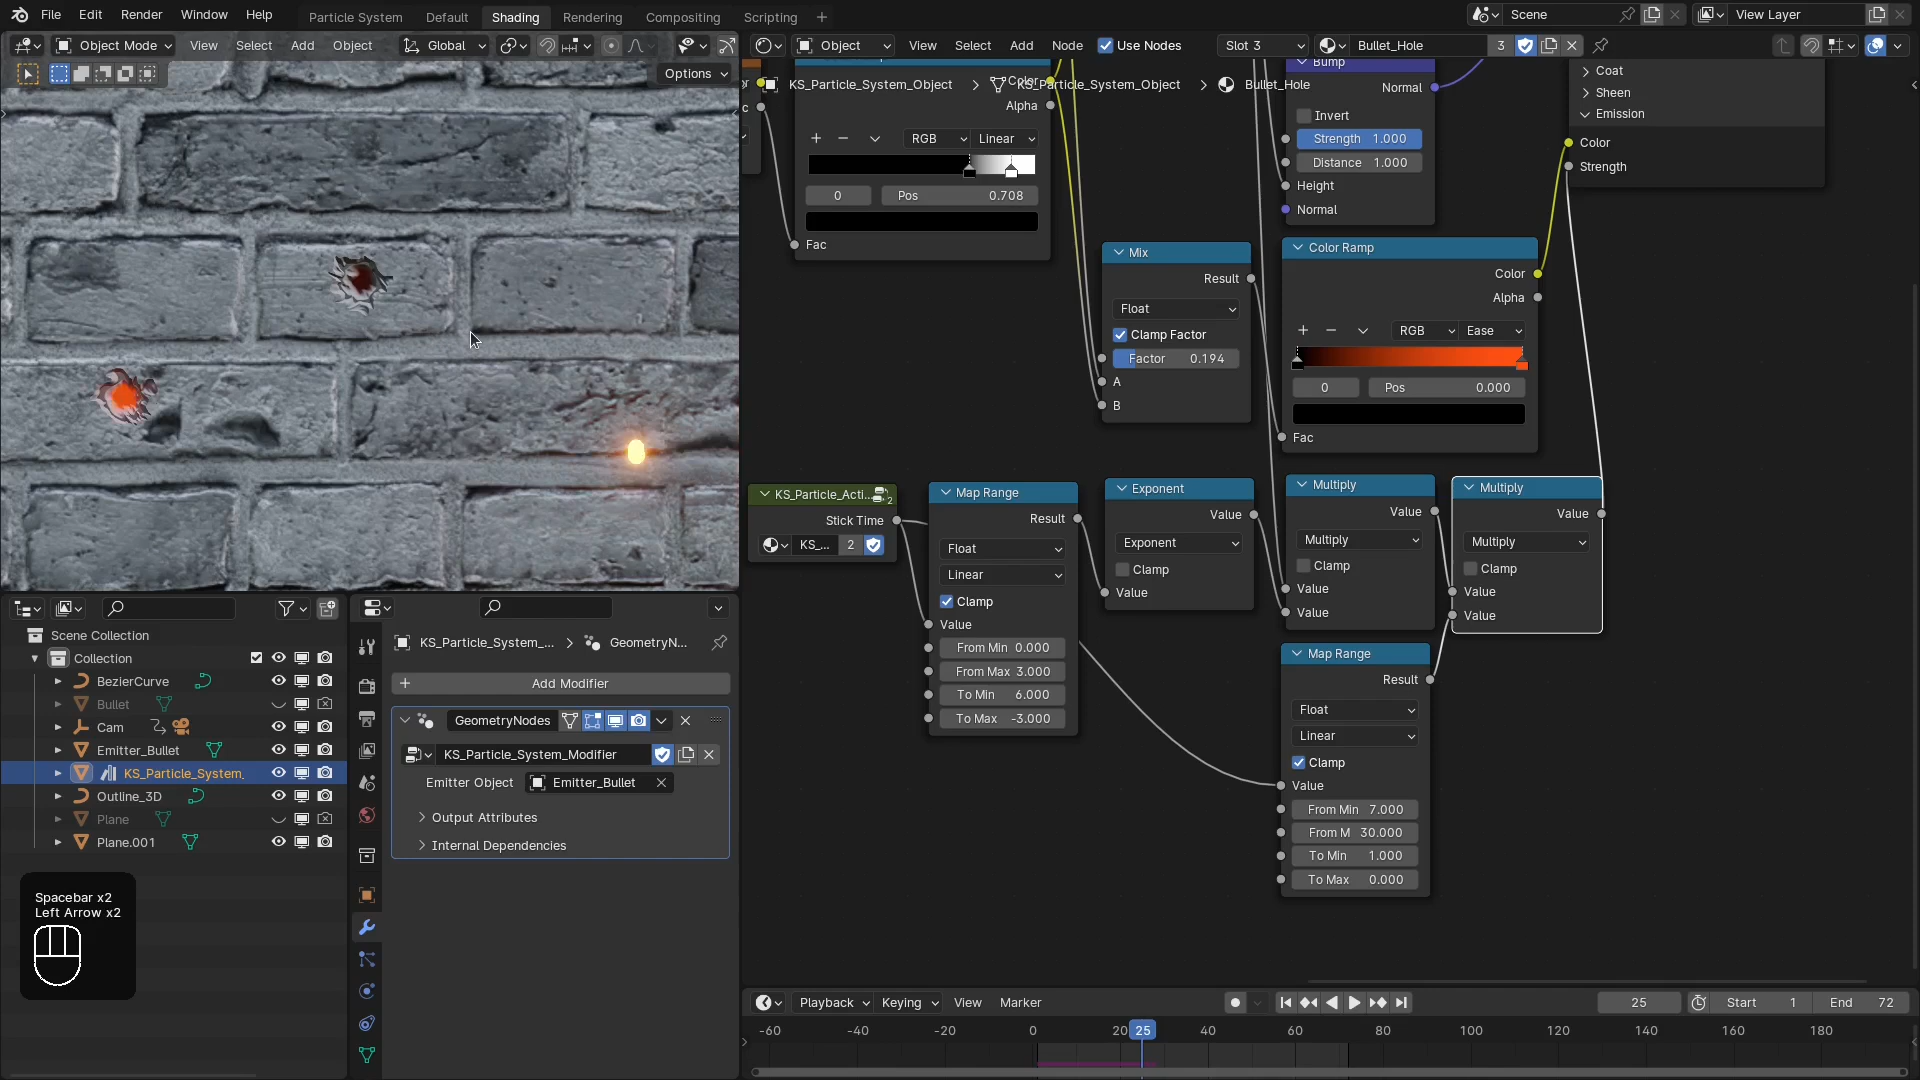 File Edit Render Window Help Particle System Default Shading Rendering Compositing Scripting + Scene View Layer
Object Mode View Select Add Object Global
Options
Object View Select Add Node Use Nodes Slot 3 Bullet_Hole 3
KS_Particle_System_Object > KS_Particle_System_Object > Bullet_Hole
Color
Alpha
RGB Linear
0 Pos 0.708
Fac
Bump
Normal
Invert
Strength 1.000
Distance 1.000
Height
Normal
Coat
Sheen
Emission
Color
Strength
Mix
Result
Float
Clamp Factor
Factor 0.194
A
B
Color Ramp
Color
Alpha
RGB Ease
0 Pos 0.000
Fac
KS_Particle_Acti... 2
Stick Time
KS_... 2
Map Range
Result
Float
Linear
Clamp
Value
From Min 0.000
From Max 3.000
To Min 6.000
To Max -3.000
Exponent
Value
Exponent
Clamp
Value
Multiply
Value
Multiply
Clamp
Value
Value
Multiply
Value
Multiply
Clamp
Value
Value
Map Range
Result
Float
Linear
Clamp
Value
From Min 7.000
From M 30.000
To Min 1.000
To Max 0.000
Scene Collection
Collection
BezierCurve
Bullet
Cam
Emitter_Bullet
KS_Particle_System_
Outline_3D
Plane
Plane.001
Spacebar x2
Left Arrow x2
KS_Particle_System_... > GeometryN...
+ Add Modifier
GeometryNodes
KS_Particle_System_Modifier
Emitter Object Emitter_Bullet
Output Attributes
Internal Dependencies
Playback Keying View Marker 25 Start 1 End 72
-60 -40 -20 0 20 25 40 60 80 100 120 140 160 180